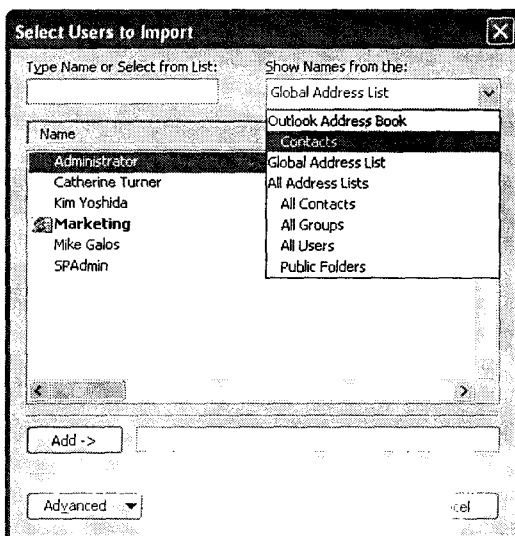 Select Users to Import
Type Name or Select from List:
Show Names from the:
Global Address List
Name
Outlook Address Book
Contacts
Global Address List
All Address Lists
All Contacts
All Groups
All Users
Public Folders
Administrator
Catherine Turner
Kim Yoshida
Marketing
Mike Galos
SPAdmin
Add ->
Advanced
cel